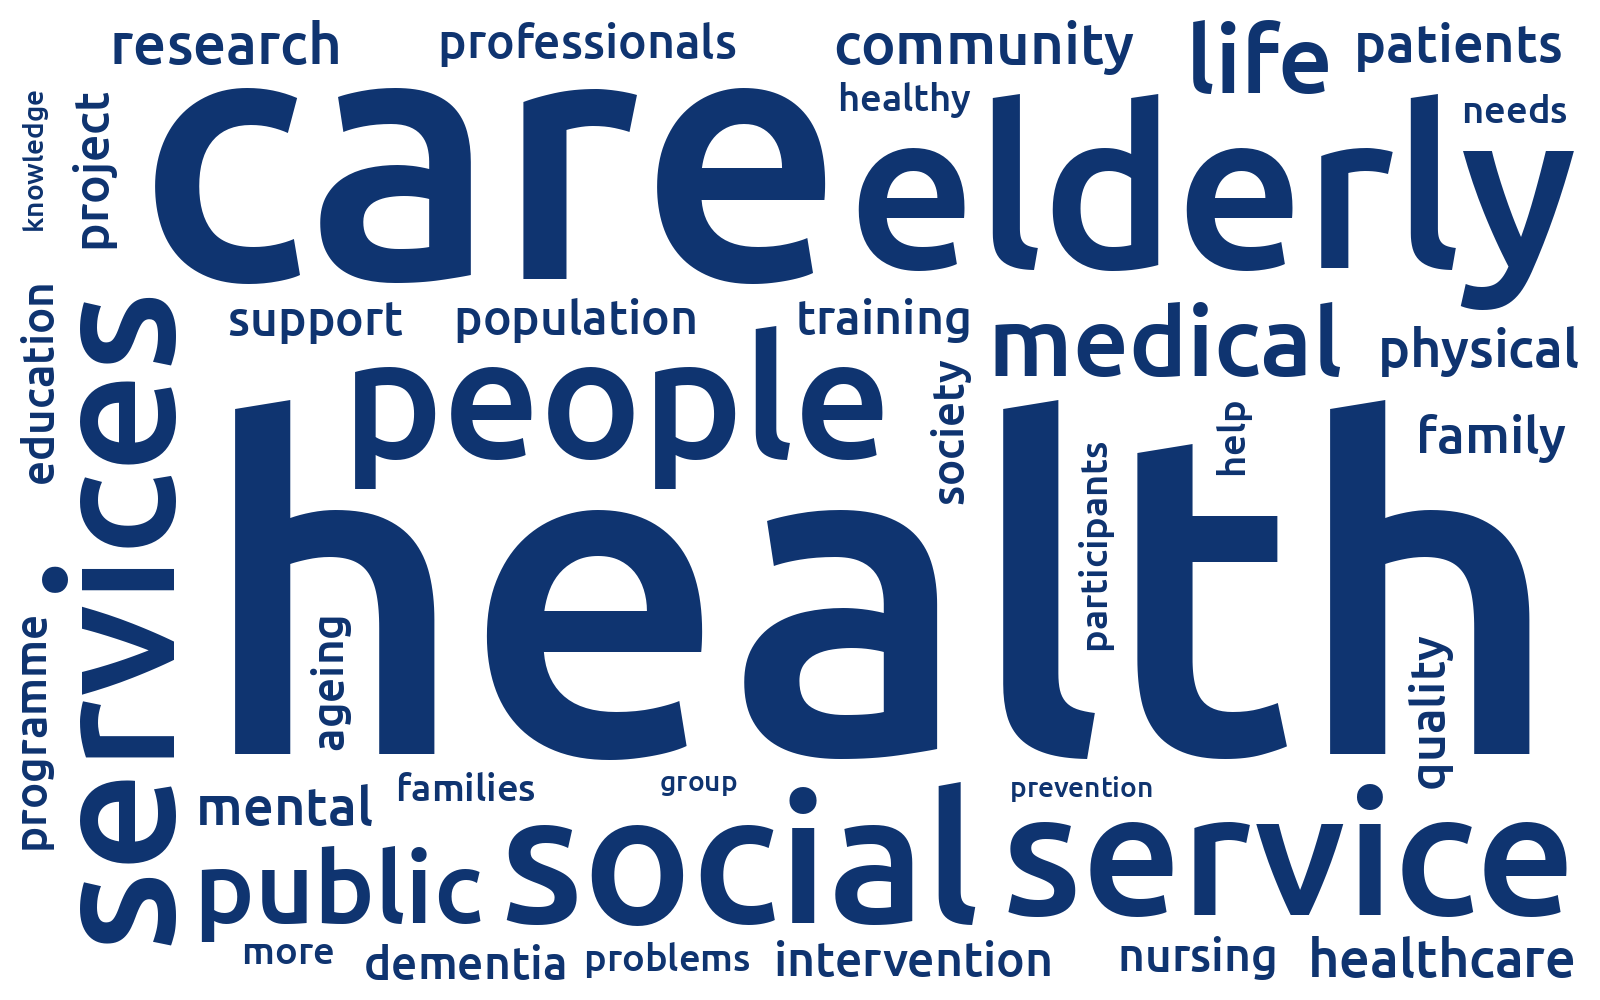 research
professionals
community
life
patients
knowledge
project
care
healthy
elderly
needs
education
services
support
population
training
medical
physical
people
society
help
family
health
participants
ageing
quality
programme
mental
families
group
prevention
public
social
service
more
dementia
problems
intervention
nursing
healthcare